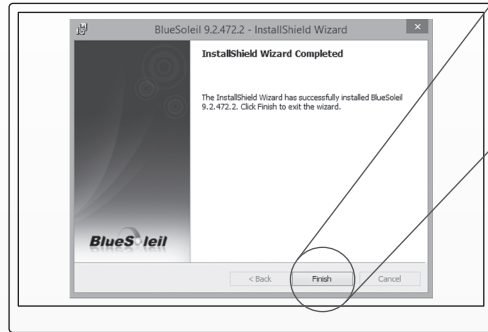 BlueSoleil 9.2.472.2 - InstallShield Wizard
InstallShield Wizard Completed
The InstallShield Wizard has successfully installed BlueSoleil
9.2.472.2. Click Finish to exit the wizard.
BlueSoleil
< Back Finish Cancel